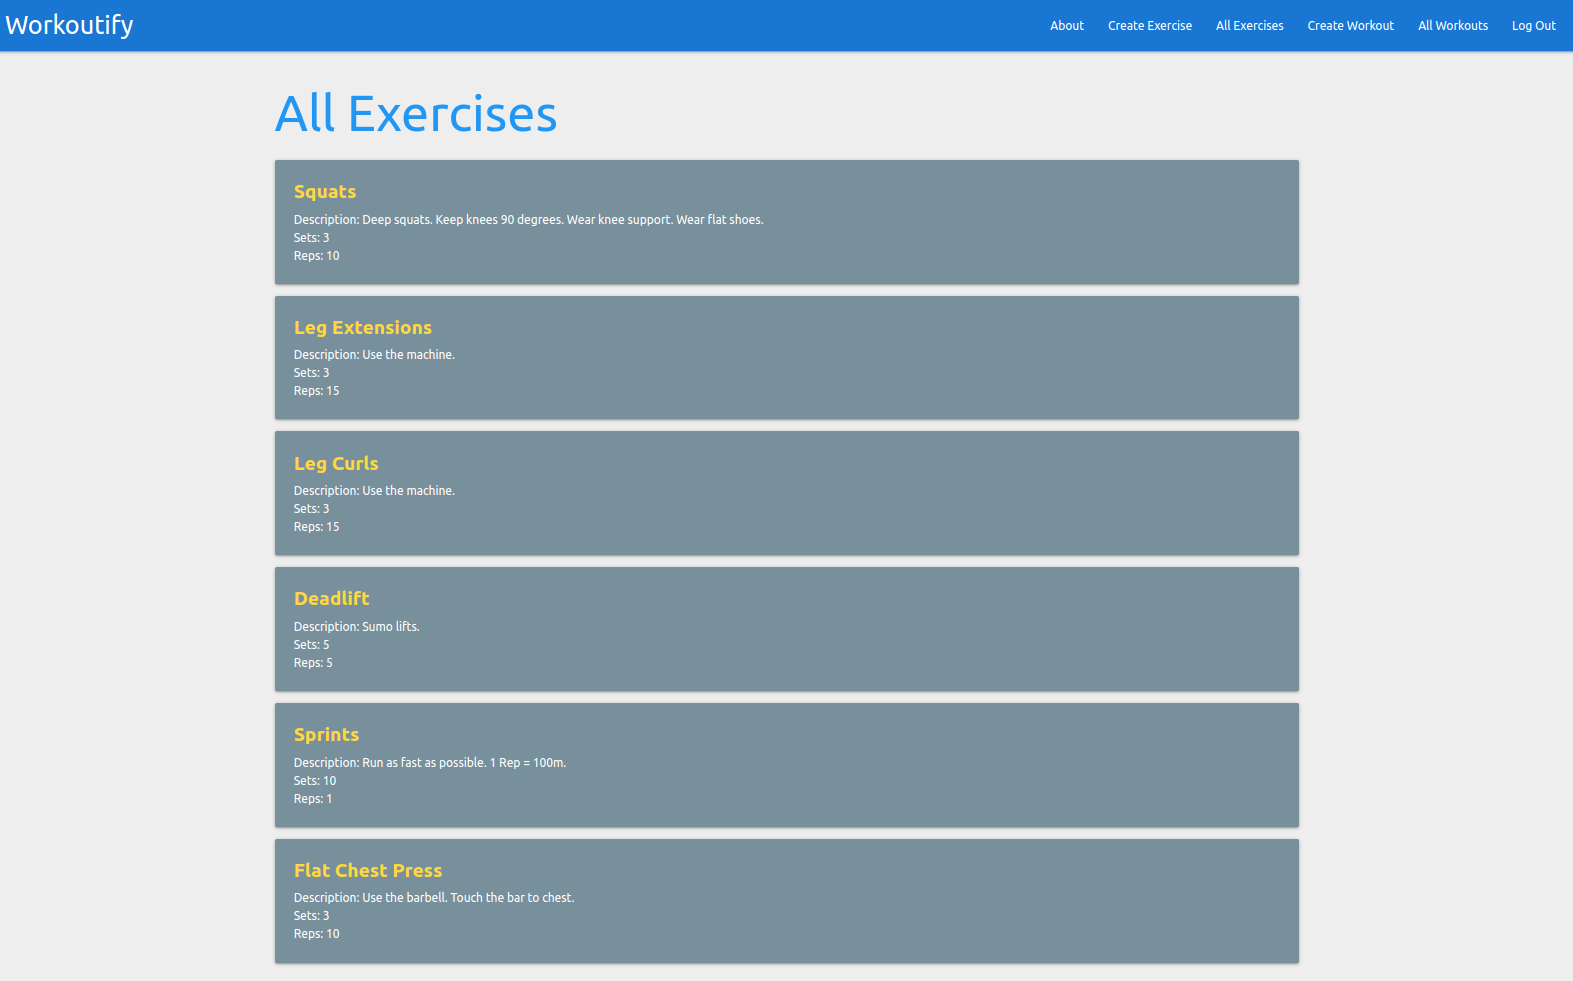 Workoutify
About Create Exercise All Exercises Create Workout All Workouts Log Out
All Exercises
Squats
Description: Deep squats. Keep knees 90 degrees. Wear knee support. Wear flat shoes.
Sets: 3
Reps: 10
Leg Extensions
Description: Use the machine.
Sets: 3
Reps: 15
Leg Curls
Description: Use the machine.
Sets: 3
Reps: 15
Deadlift
Description: Sumo lifts.
Sets: 5
Reps: 5
Sprints
Description: Run as fast as possible. 1 Rep = 100m.
Sets: 10
Reps: 1
Flat Chest Press
Description: Use the barbell. Touch the bar to chest.
Sets: 3
Reps: 10